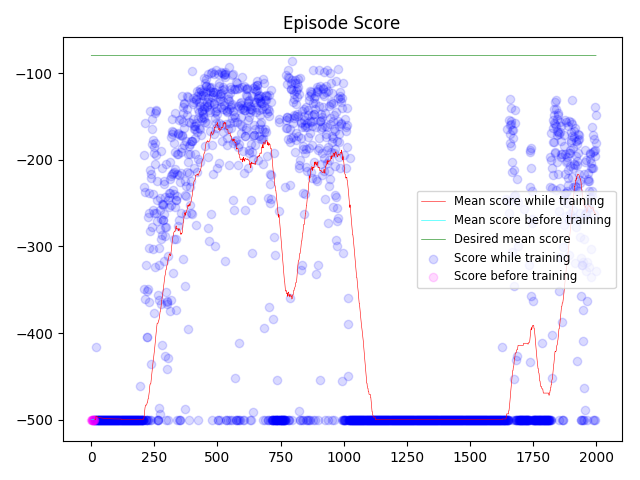 Episode Score
−100
−200
−300
−400
−500
Mean score while training
Mean score before training
Desired mean score
Score while training
Score before training
0 250 500 750 1000 1250 1500 1750 2000